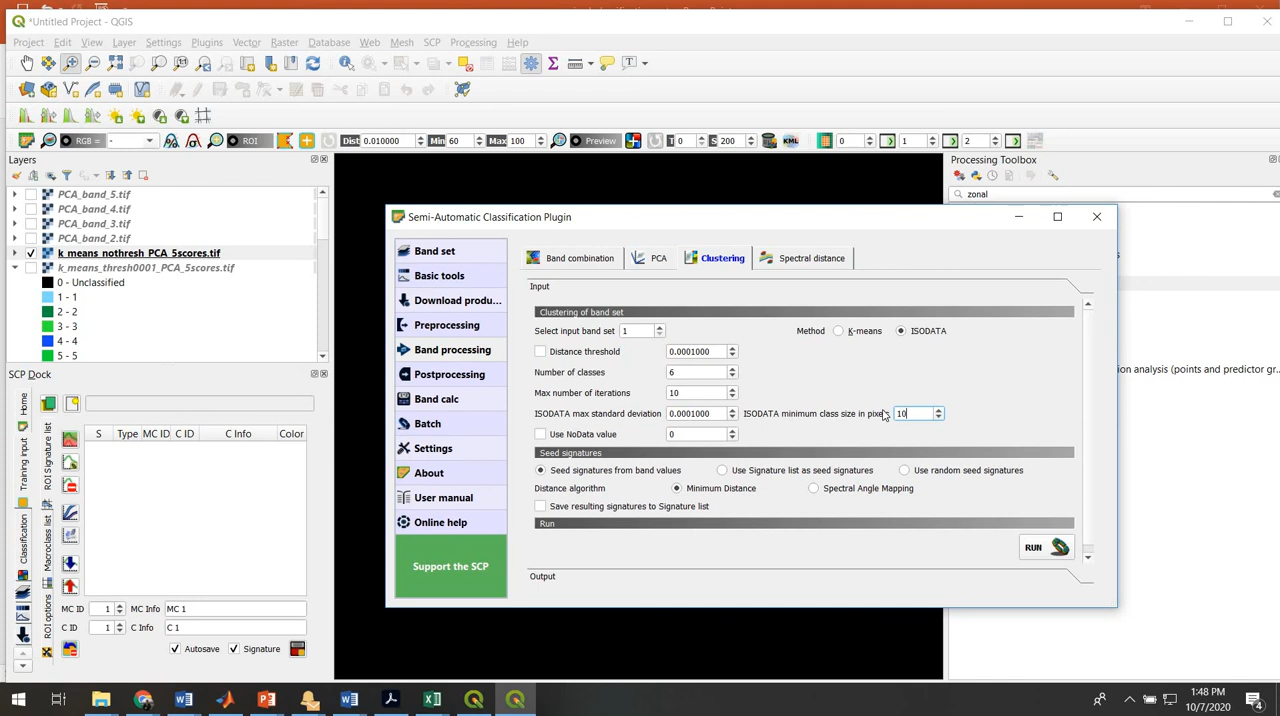 *Untitled Project - QGIS
Project Edit View Layer Settings Plugins Vector Raster Database Web Mesh SCP Processing Help
RGB = - ROI Dist 0.010000 Min 60 Max 100 Preview T 0 S 200 KML 0 1 2
Layers
PCA_band_5.tif
PCA_band_4.tif
PCA_band_3.tif
PCA_band_2.tif
k_means_nothresh_PCA_5scores.tif
k_means_thresh0001_PCA_5scores.tif
0 - Unclassified
1 - 1
2 - 2
3 - 3
4 - 4
5 - 5
SCP Dock
Home
Training input
Classification
ROI Signature list
Macroclass list
ROI options
S Type MC ID C ID C Info Color
MC ID 1 MC Info MC 1
C ID 1 C Info C 1
Autosave Signature
Semi-Automatic Classification Plugin
Band set
Basic tools
Download produ...
Preprocessing
Band processing
Postprocessing
Band calc
Batch
Settings
About
User manual
Online help
Support the SCP
Band combination PCA Clustering Spectral distance
Input
Clustering of band set
Select input band set 1 Method K-means ISODATA
Distance threshold 0.0001000
Number of classes 6
Max number of iterations 10
ISODATA max standard deviation 0.0001000 ISODATA minimum class size in pixels 10
Use NoData value 0
Seed signatures
Seed signatures from band values Use Signature list as seed signatures Use random seed signatures
Distance algorithm Minimum Distance Spectral Angle Mapping
Save resulting signatures to Signature list
Run
RUN
Output
Processing Toolbox
zonal
ion analysis (points and predictor gr...
1:48 PM
10/7/2020
4